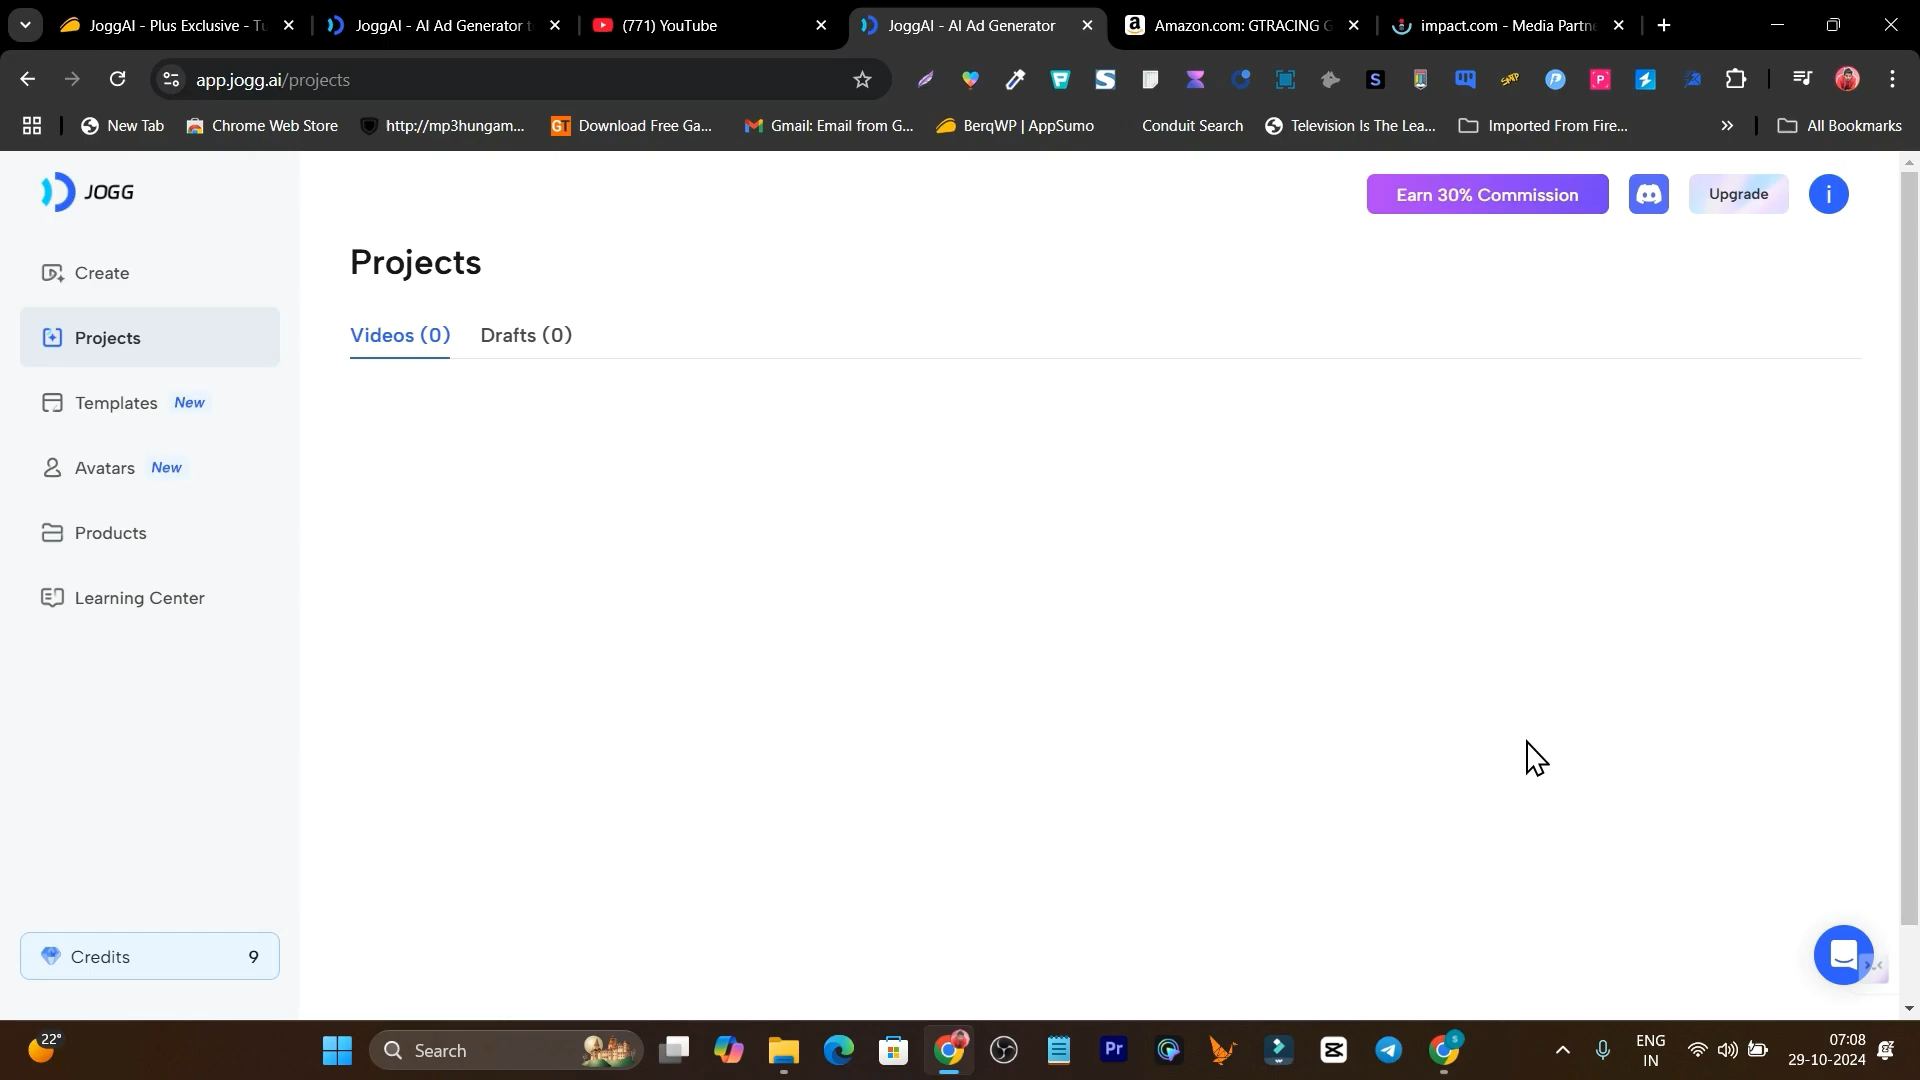 JoggAI - Plus Exclusive - Tu
JoggAI - AI Ad Generator t
(771) YouTube
JoggAI - AI Ad Generator
Amazon.com: GTRACING G
impact.com - Media Partne
app.jogg.ai/projects
New Tab
Chrome Web Store
http://mp3hungam...
Download Free Ga...
Gmail: Email from G...
BerqWP | AppSumo
Conduit Search
Television Is The Lea...
Imported From Fire...
All Bookmarks
JOGG
Earn 30% Commission
Upgrade
i
Create
Projects
Templates New
Avatars New
Products
Learning Center
Credits 9
Projects
Videos (0)
Drafts (0)
22°
Search
ENG
IN
07:08
29-10-2024